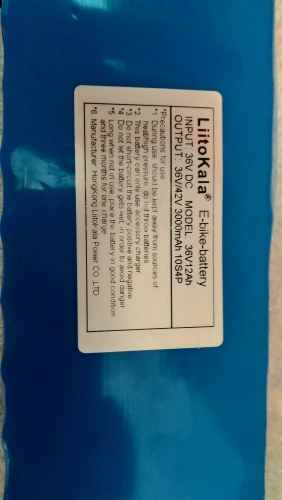 LiitoKala® E-bike-battery
INPUT: 36V DC MODEL: 36V12Ah
OUTPUT: 36V/42V 3000mAh 10S4P
*Precautions for use
*1 During use, should be kept away from sources of
heat/high pressure, do not throw batteries
*2 This battery can only use accessory charger
*3 Do not short-circuit the battery positive and negative
*4 Do not let the battery gets wet, in order to avoid danger
*5 Long when not in use, place the battery in good condition
and three months for one charge
*6 Manufacturer: HongKong Liitokala Power CO. LTD